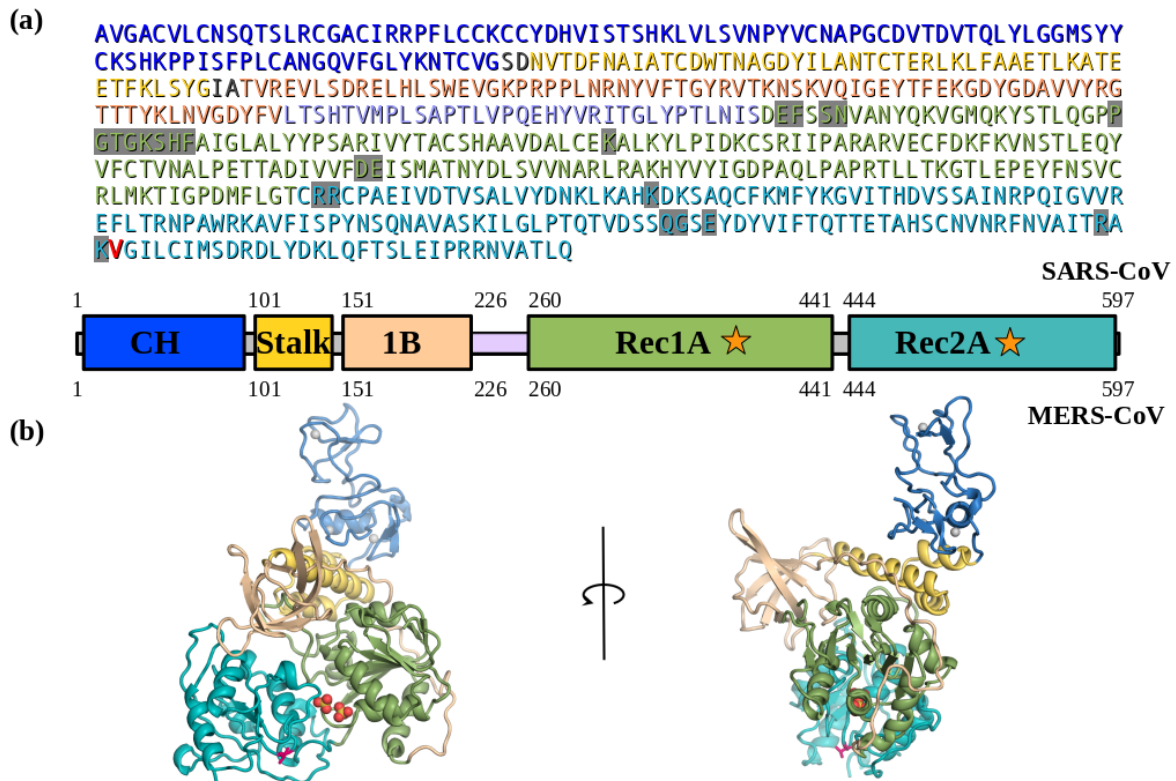 (a)
AVGACVLCNSQTSLRCGACIRRPFLCCKCCYDHVISTSHKLVLSVNPYVCNAPGCDVTDVTQLYLGGMSYY
CKSHKPPISFPLCANGQVFGLYKNTCVGSDNVTDFNAIATCDWTNAGDYILANTCTERLKLFAAETLKATE
ETFKLSYGIATVREVLSDRELHLSWEVGKPRPPLNRNYVFTGYRVTKNSKVQIGEYTFEKGDYGDAVVYRG
TTTYKLNVGDYFVLTSHTVMPLSAPTLVPQEHYVRITGLYPTLNISDEFSSNVANYQKVGMQKYSTLQGPP
GTGKSHFAIGLALYYPSARIVYTACSHAAVDALCEKALKYLPIDKCSRIIPARARVECFDKFKVNSTLEQY
VFCTVNALPETTADIVVFDEISMATNYDLSVVNARLRAKHYVYIGDPAQLPAPRTLLTKGTLEPEYFNSVC
RLMKTIGPDMFLGTCRRCPAEIVDTVSALVYDNKLKAHKDKSAQCFKMFYKGVITHDVSSAINRPQIGVVR
EFLTRNPAWRKAVFISPYNSQNAVASKILGLPTQTVDSSQGSEYDYVIFTQTTETAHSCNVNRFNVAITRA
KVGILCIMSDRDLYDKLQFTSLEIPRRNVATLQ
SARS-CoV
1 101 151 226 260 441 444 597
CH Stalk 1B Rec1A Rec2A
1 101 151 226 260 441 444 597
MERS-CoV
(b)